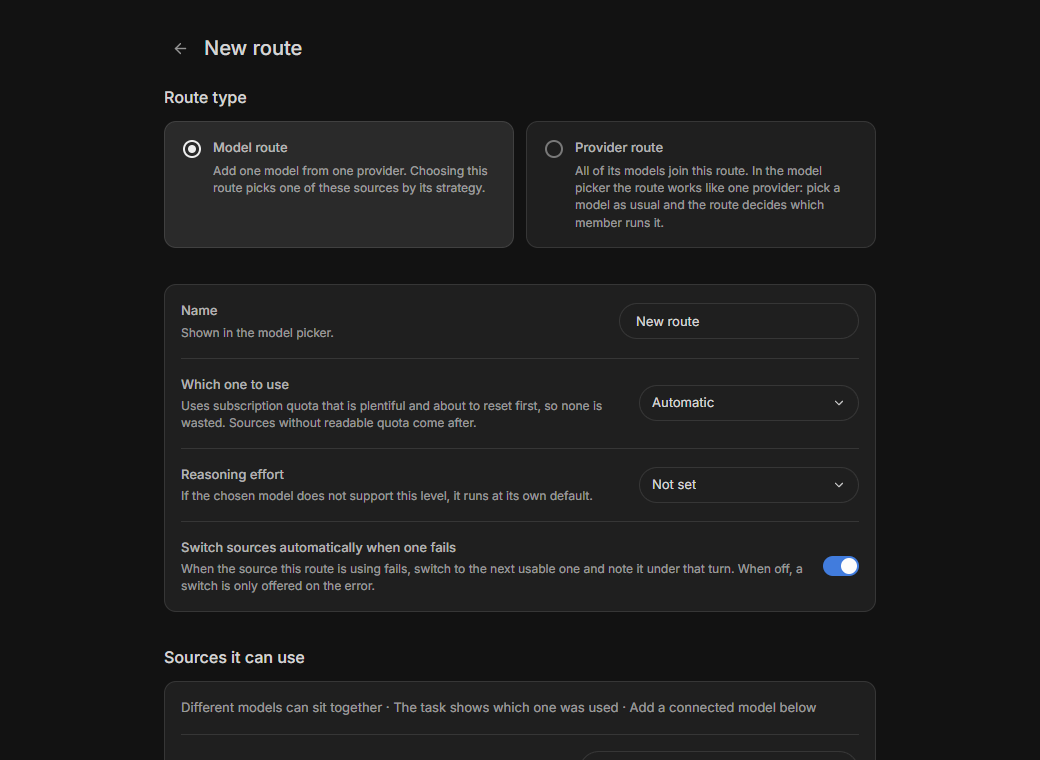 New route
Route type
Model route
Add one model from one provider. Choosing this
route picks one of these sources by its strategy.
Provider route
All of its models join this route. In the model
picker the route works like one provider: pick a
model as usual and the route decides which
member runs it.
Name
Shown in the model picker.
New route
Which one to use
Uses subscription quota that is plentiful and about to reset first, so none is
wasted. Sources without readable quota come after.
Automatic
Reasoning effort
If the chosen model does not support this level, it runs at its own default.
Not set
Switch sources automatically when one fails
When the source this route is using fails, switch to the next usable one and note it under that turn. When off, a
switch is only offered on the error.
Sources it can use
Different models can sit together · The task shows which one was used · Add a connected model below